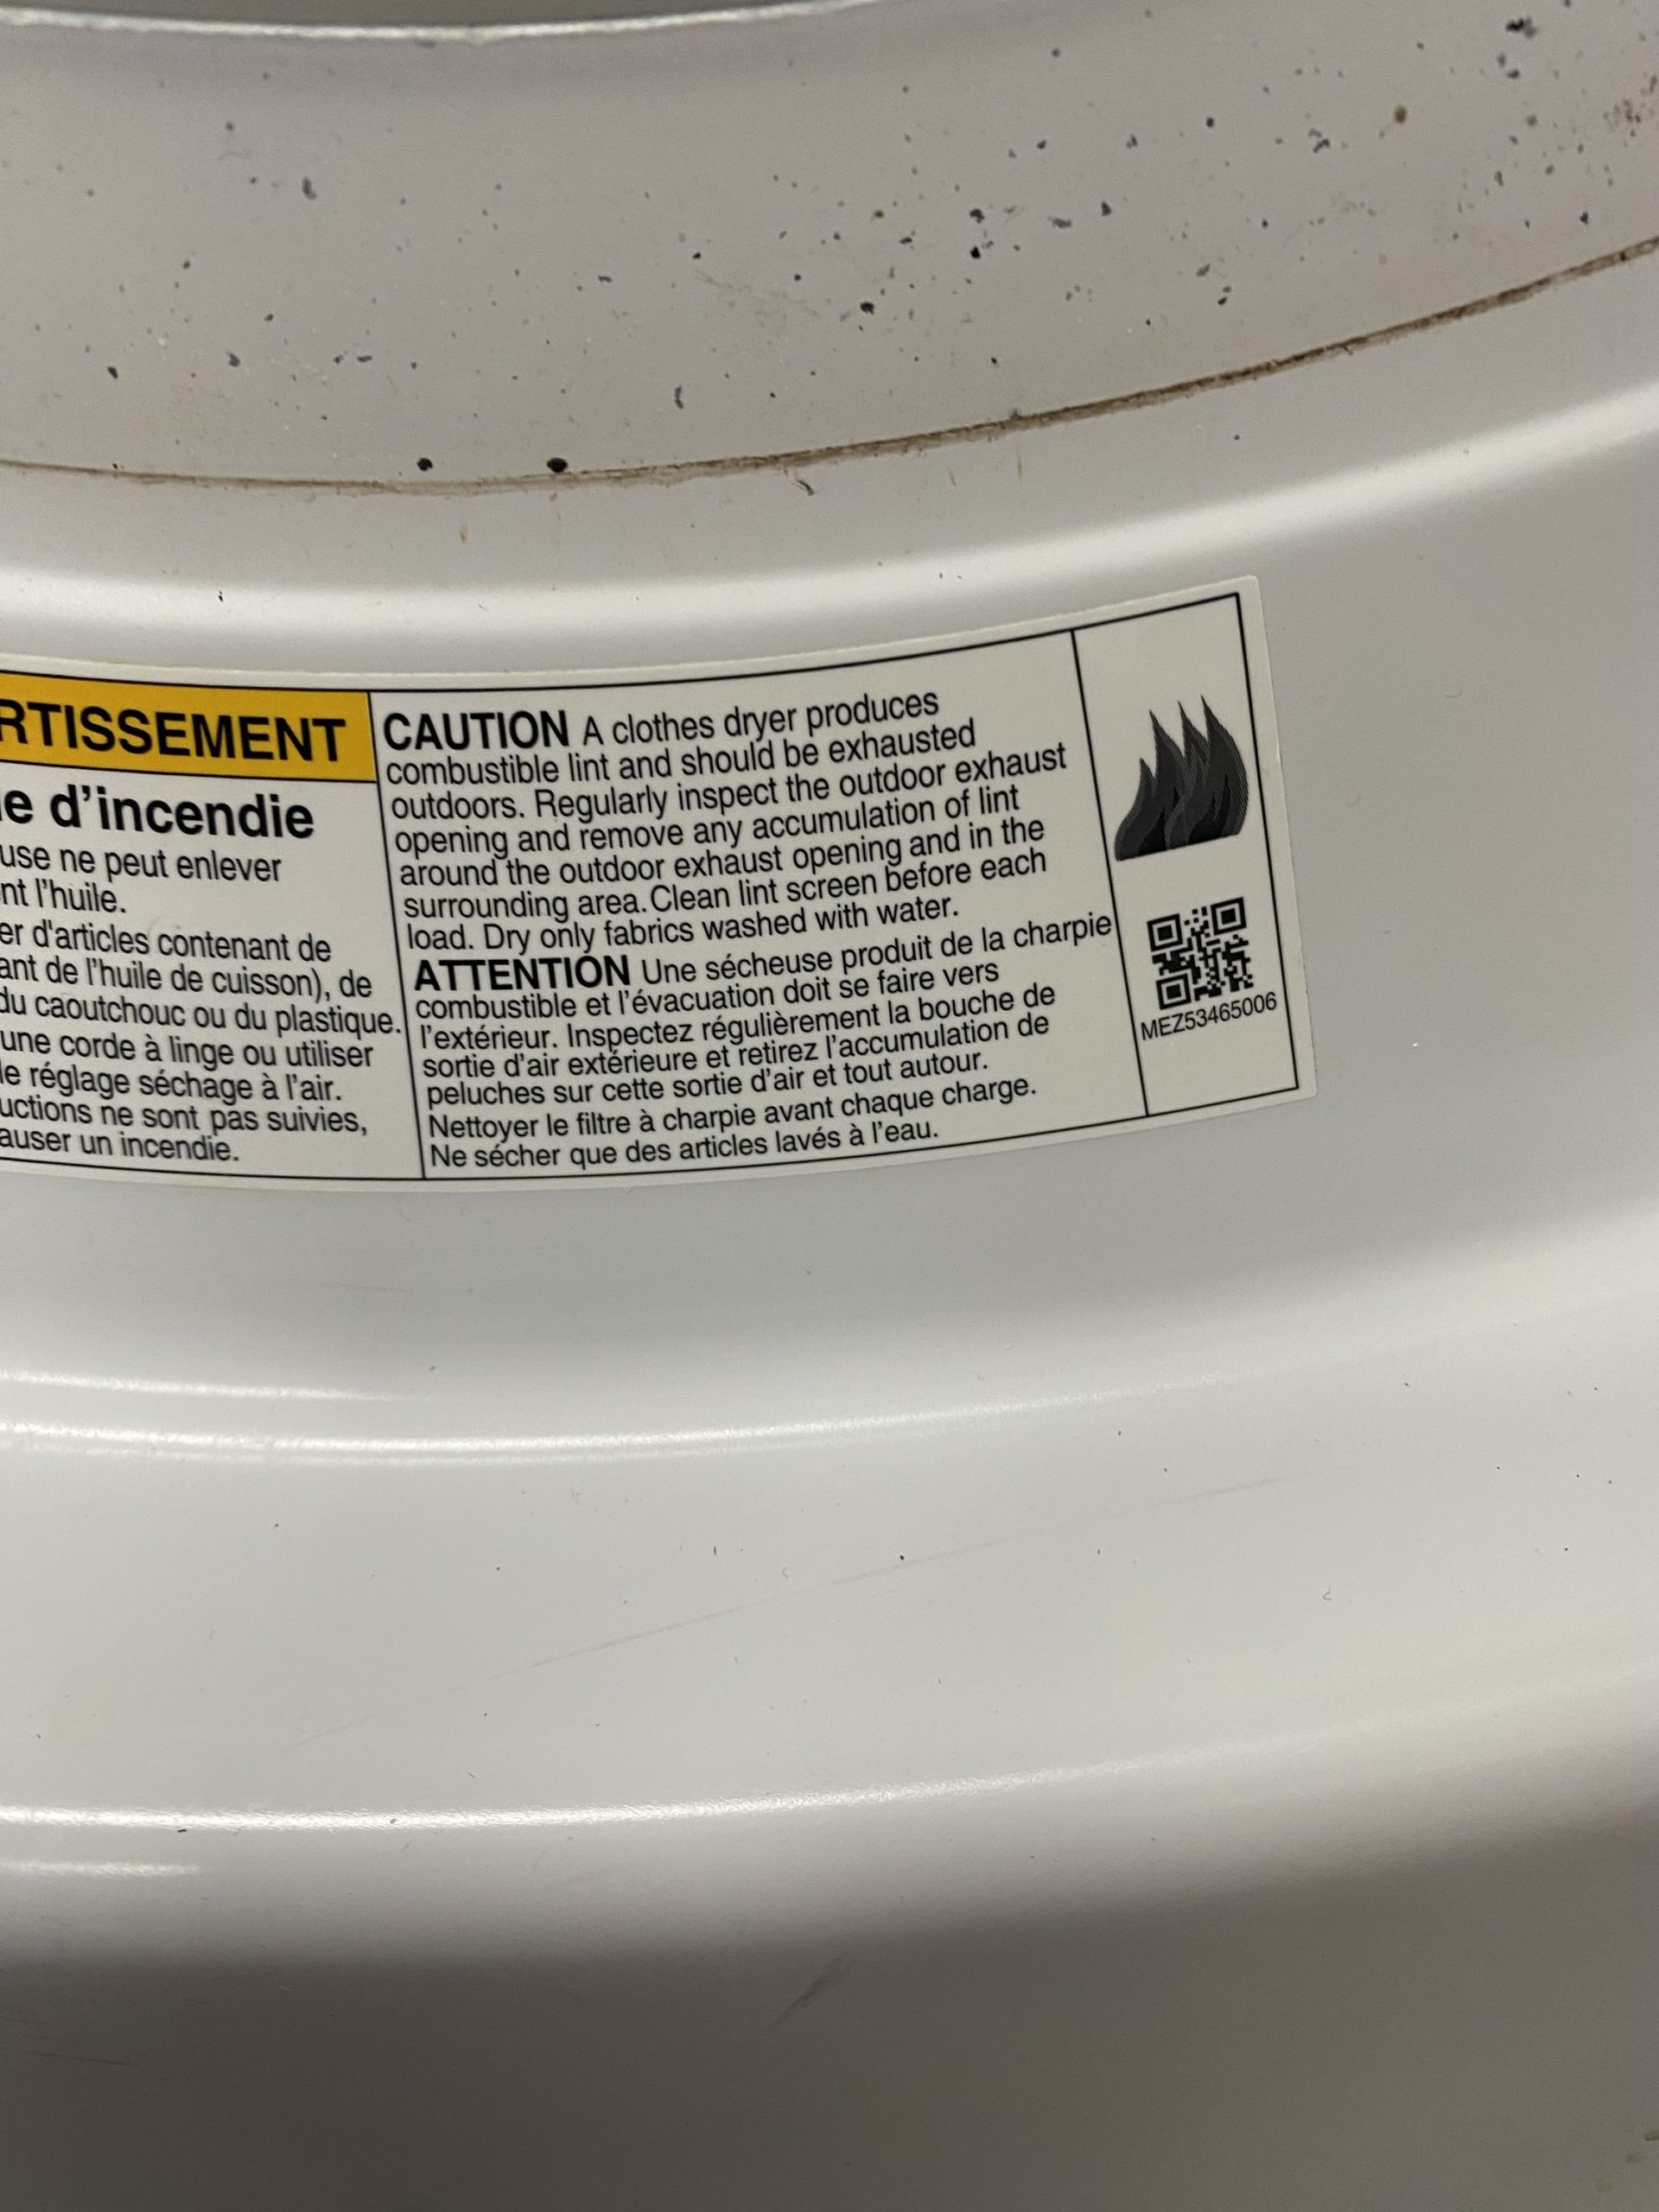 RTISSEMENT
e d'incendie
use ne peut enlever
nt l'huile.
er d'articles contenant de
ant de l'huile de cuisson), de
du caoutchouc ou du plastique.
une corde à linge ou utiliser
le réglage séchage à l'air.
uctions ne sont pas suivies,
auser un incendie.
CAUTION A clothes dryer produces
combustible lint and should be exhausted
outdoors. Regularly inspect the outdoor exhaust
opening and remove any accumulation of lint
around the outdoor exhaust opening and in the
surrounding area. Clean lint screen before each
load. Dry only fabrics washed with water.
ATTENTION Une sécheuse produit de la charpie
combustible et l'évacuation doit se faire vers
l'extérieur. Inspectez régulièrement la bouche de
sortie d'air extérieure et retirez l'accumulation de
peluches sur cette sortie d'air et tout autour.
Nettoyer le filtre à charpie avant chaque charge.
Ne sécher que des articles lavés à l'eau.
MEZ53465006